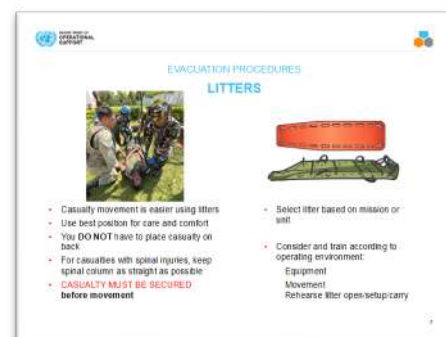 OPERATIONAL
SUPPORT
EVACUATION PROCEDURES
LITTERS
• Casualty movement is easier using litters
• Use best position for care and comfort
• You DO NOT have to place casualty on
back
• For casualties with spinal injuries, keep
spinal column as straight as possible
• CASUALTY MUST BE SECURED
before movement
• Select litter based on mission or
unit
• Consider and train according to
operating environment:
Equipment
Movement
Rehearse litter open/setup/carry